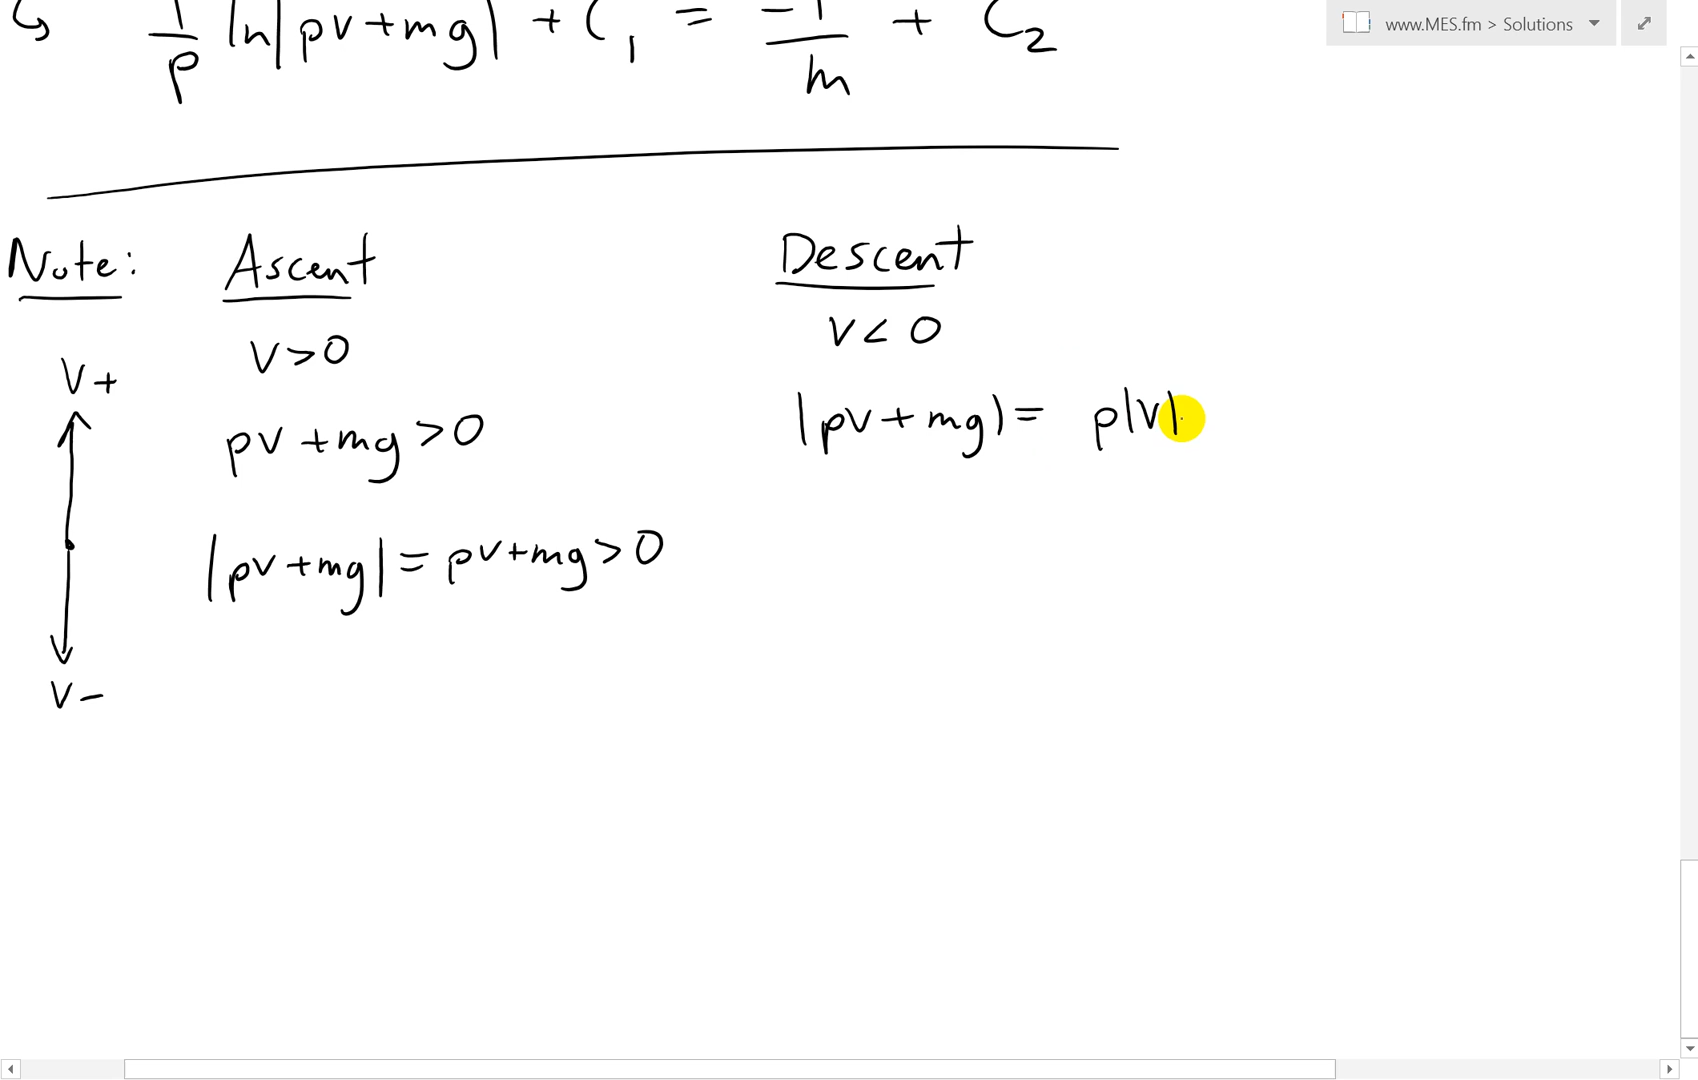 ↳ 1/p ln|pv+mg| + C₁ = -1/m + C₂
www.MES.fm > Solutions
Note: Ascent Descent
v>0 v<0
V+
pv+mg>0 |pv+mg|= p|v|
|pv+mg|=pv+mg>0
V-